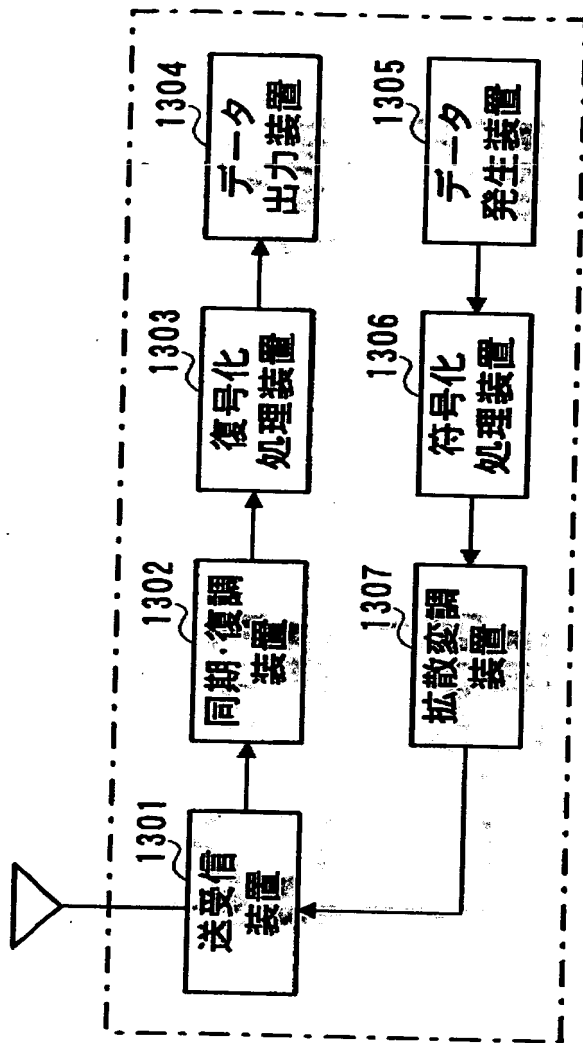 1301
送受信
装置
1302
同期・復調
装置
1303
復号化
処理装置
1304
データ
出力装置
1305
データ
発生装置
1306
符号化
処理装置
1307
拡散変調
装置